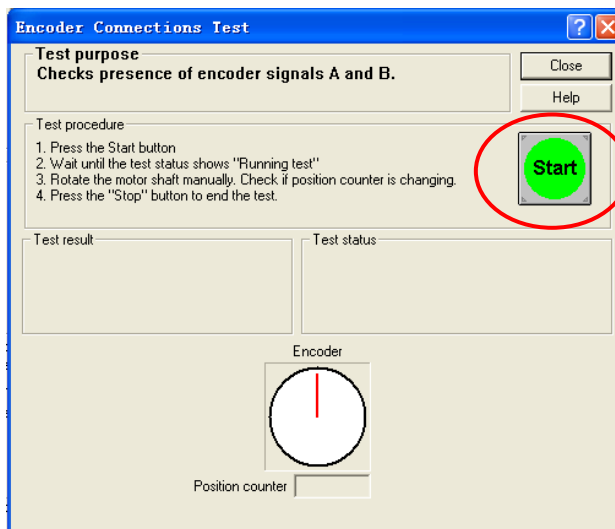 Encoder Connections Test
Test purpose
Checks presence of encoder signals A and B.
Close
Help
Test procedure
1. Press the Start button
2. Wait until the test status shows "Running test"
3. Rotate the motor shaft manually. Check if position counter is changing.
4. Press the "Stop" button to end the test.
Start
Test result
Test status
Encoder
Position counter